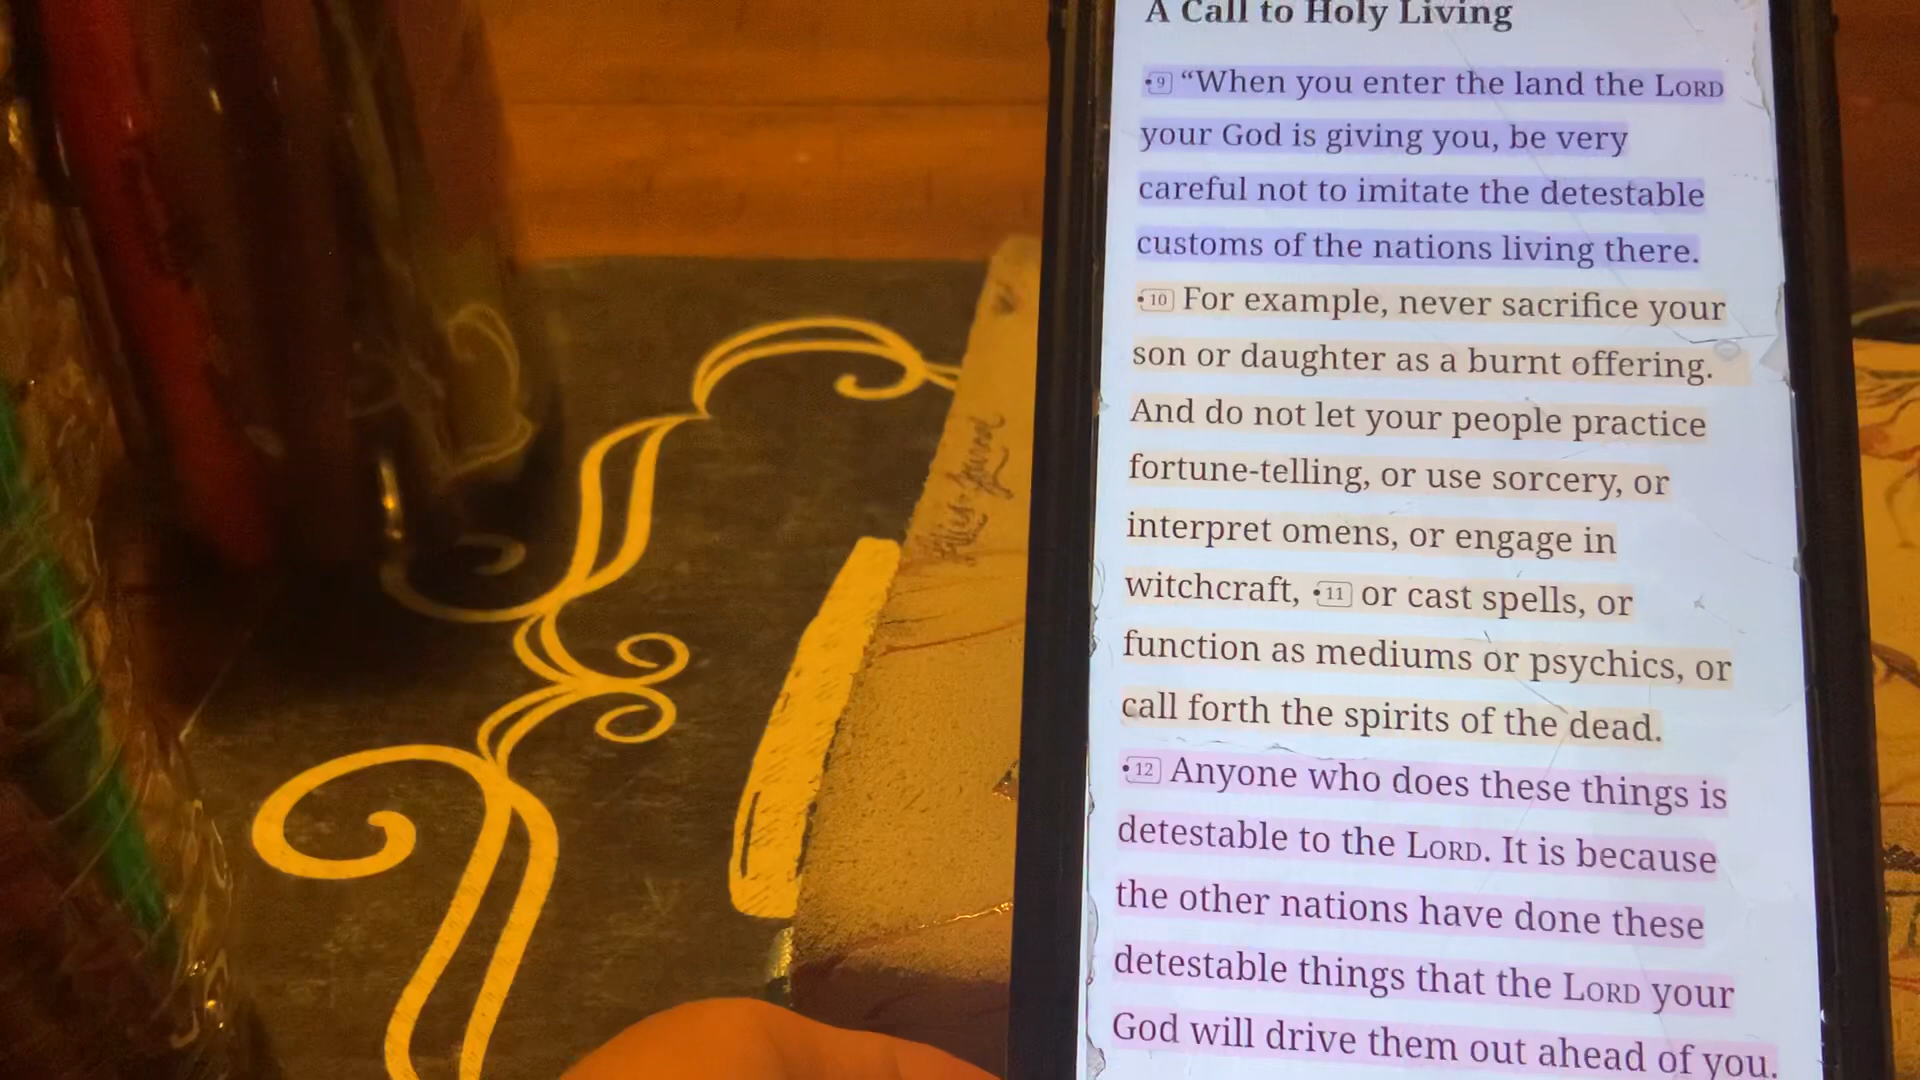 A Call to Holy Living
9 “When you enter the land the LORD
your God is giving you, be very
careful not to imitate the detestable
customs of the nations living there.
10 For example, never sacrifice your
son or daughter as a burnt offering.
And do not let your people practice
fortune-telling, or use sorcery, or
interpret omens, or engage in
witchcraft, 11 or cast spells, or
function as mediums or psychics, or
call forth the spirits of the dead.
12 Anyone who does these things is
detestable to the LORD. It is because
the other nations have done these
detestable things that the LORD your
God will drive them out ahead of you.